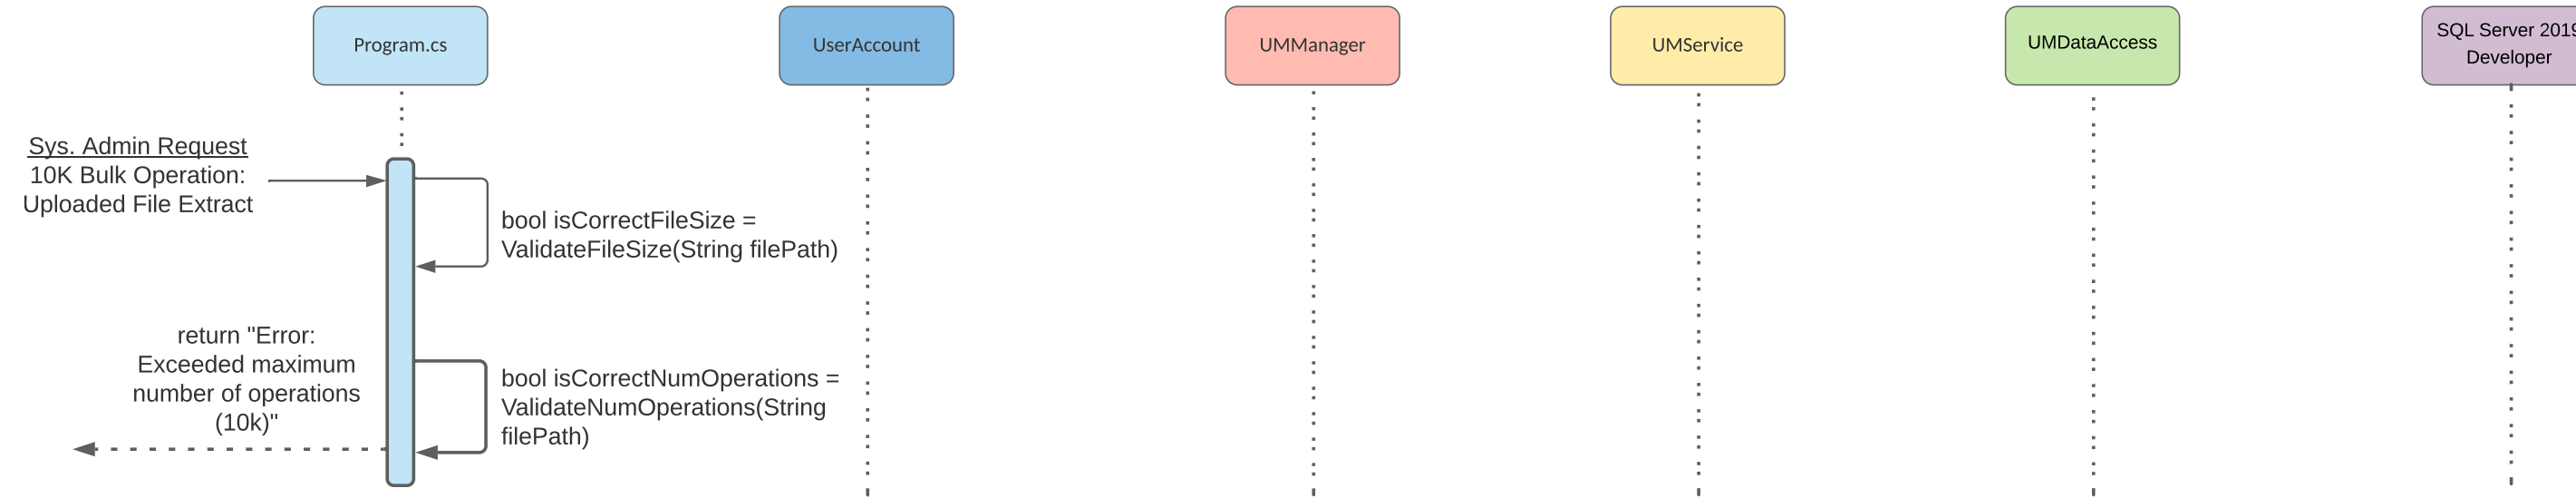 Program.cs
UserAccount
UMManager
UMService
UMDataAccess
SQL Server 2019
Developer
Sys. Admin Request
10K Bulk Operation:
Uploaded File Extract
bool isCorrectFileSize =
ValidateFileSize(String filePath)
return "Error:
Exceeded maximum
number of operations
(10k)"
bool isCorrectNumOperations =
ValidateNumOperations(String
filePath)